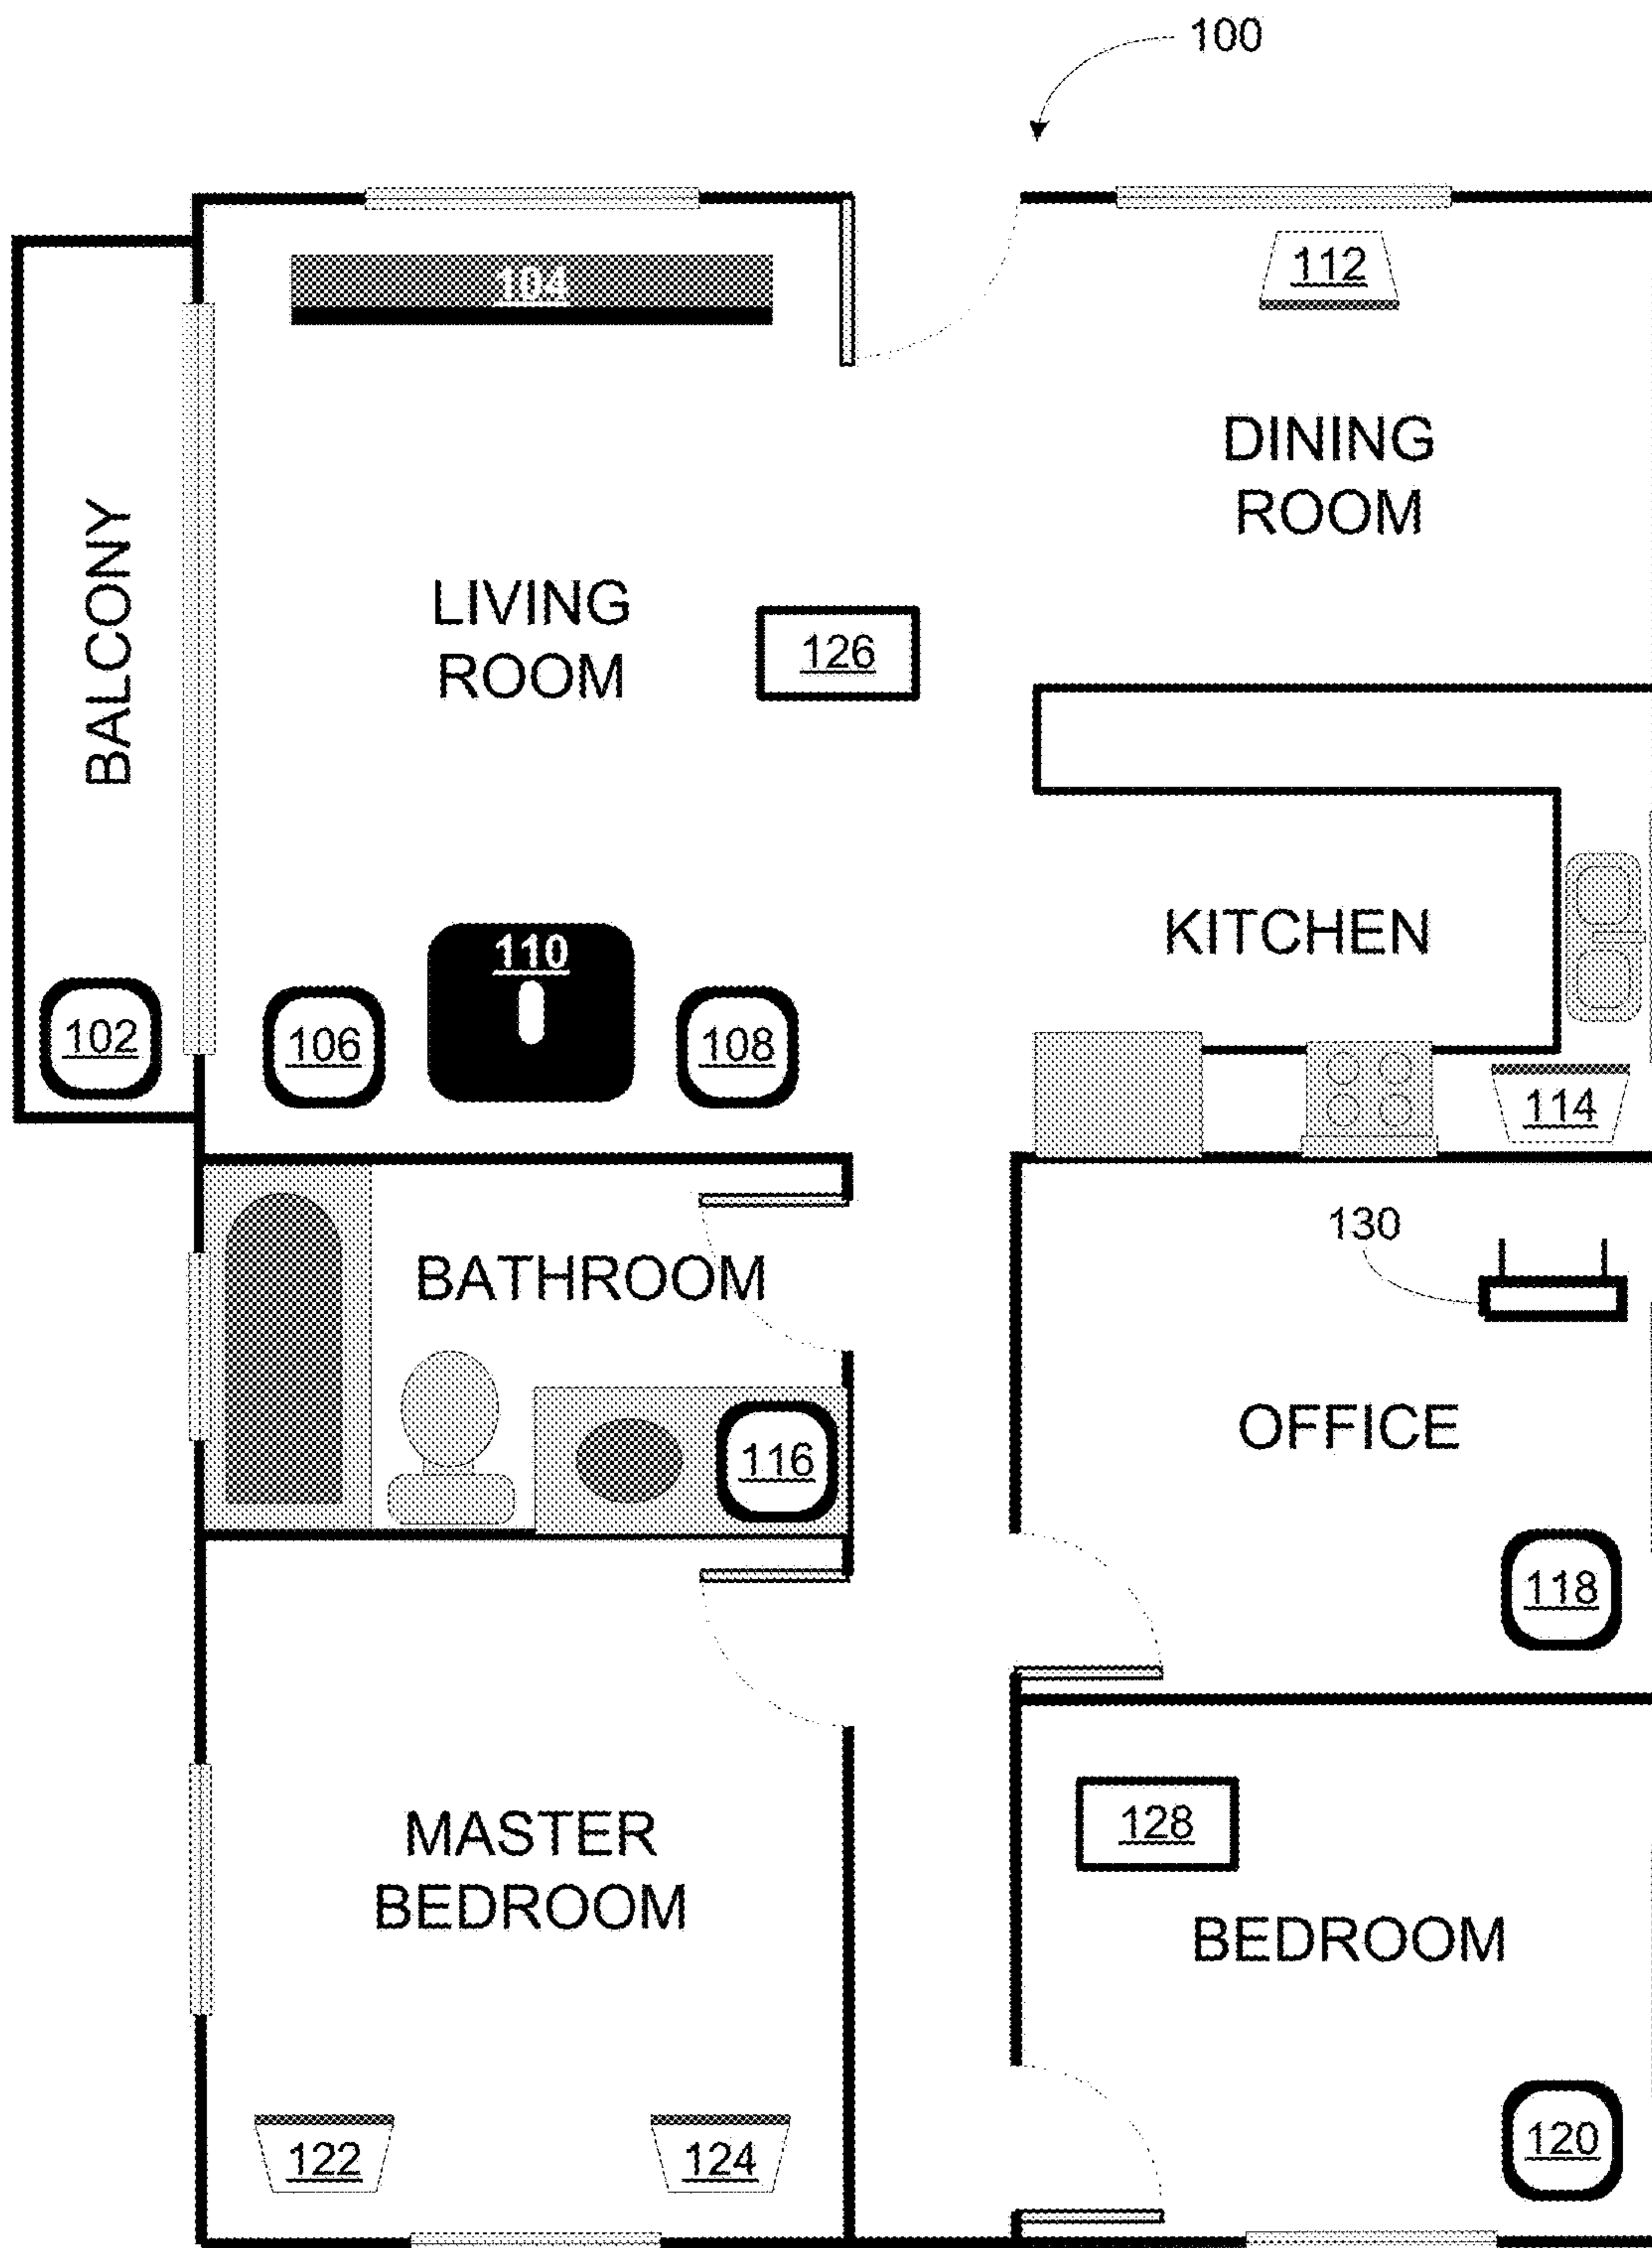 100
104
112
DINING
ROOM
BALCONY
LIVING
ROOM
126
KITCHEN
110
102
106
108
114
130
BATHROOM
OFFICE
116
118
128
MASTER
BEDROOM
BEDROOM
122
124
120